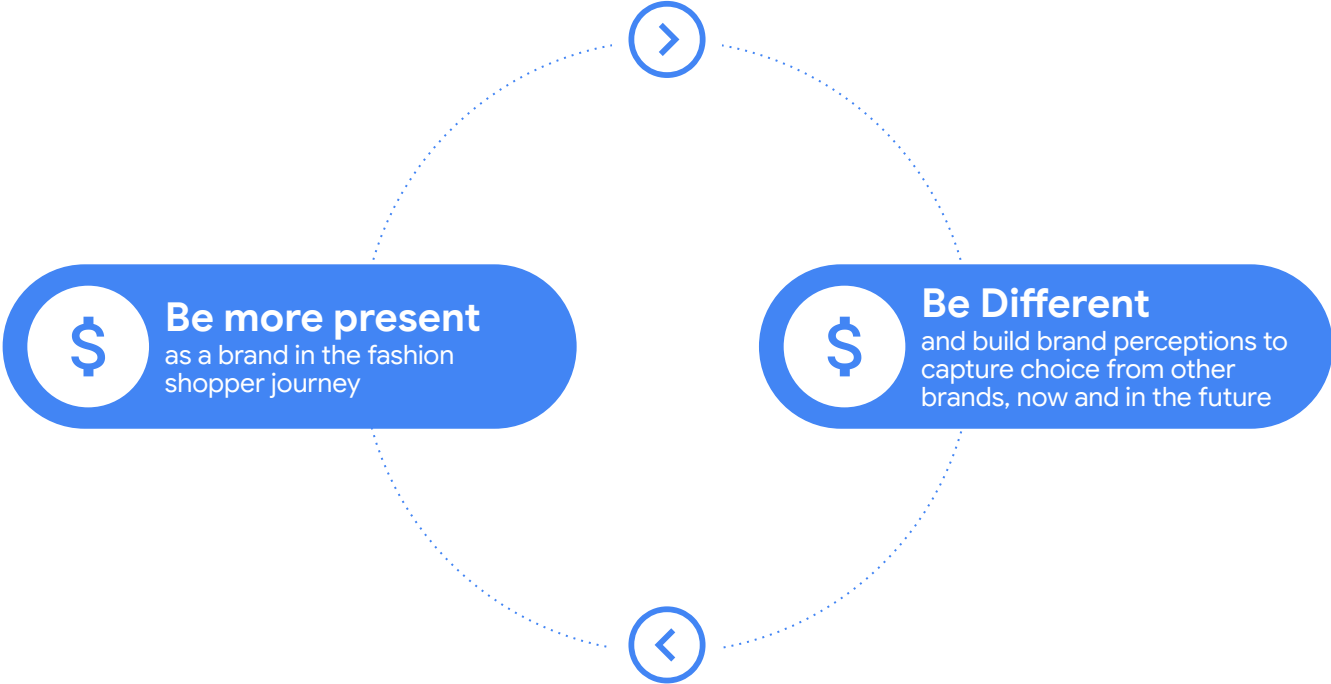 Be more present
as a brand in the fashion
shopper journey
Be Different
and build brand perceptions to
capture choice from other
brands, now and in the future